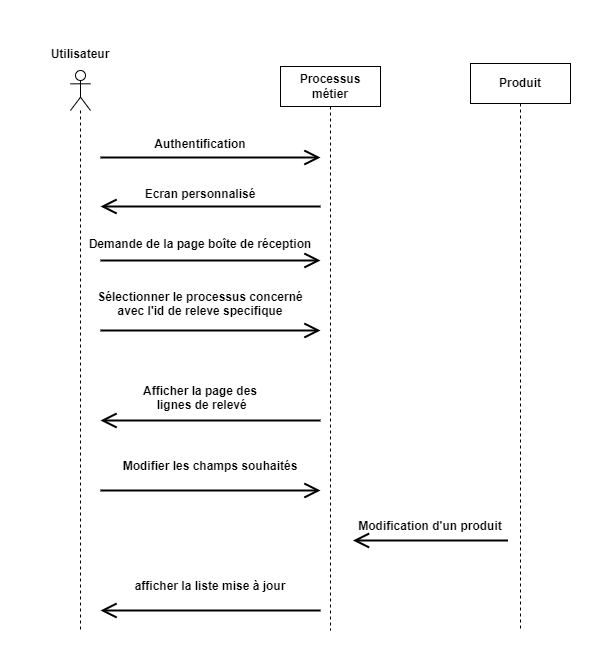 Utilisateur
Processus
métier
Produit
Authentification
Ecran personnalisé
Demande de la page boîte de réception
Sélectionner le processus concerné
avec l'id de releve specifique
Afficher la page des
lignes de relevé
Modifier les champs souhaités
Modification d'un produit
afficher la liste mise à jour